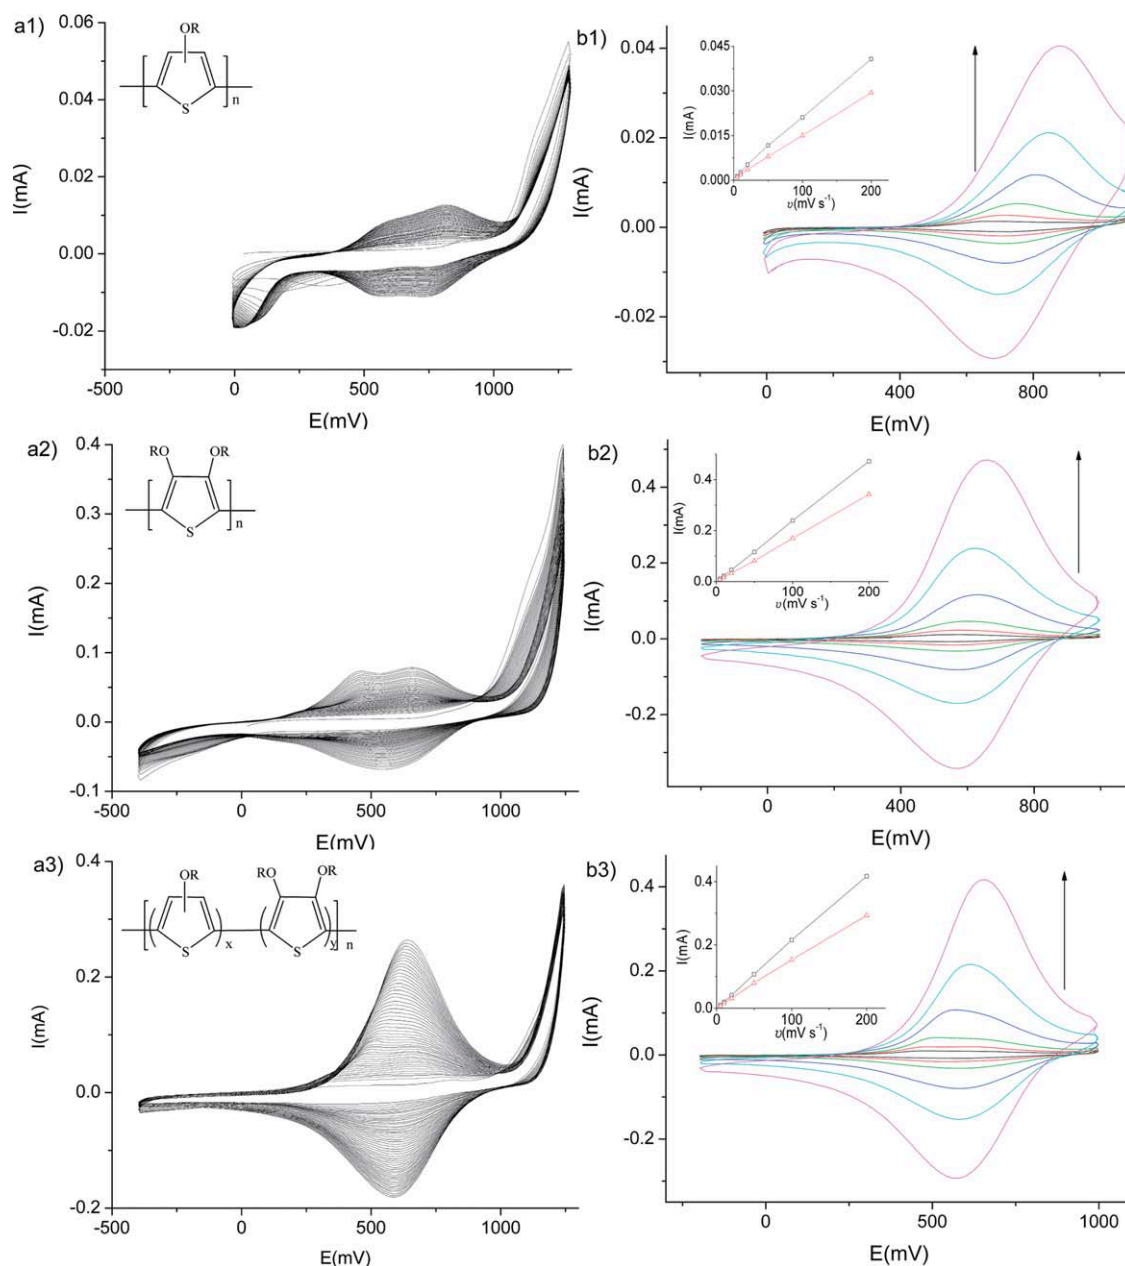 a1)
OR
S
n
0.06
0.04
0.02
0.00
-0.02
I(mA)
-500
0
500
1000
E(mV)
b1)
0.045
0.030
0.015
0.000
I(mA)
0
100
200
υ(mV s⁻¹)
0.04
0.02
0.00
-0.02
I(mA)
0
400
800
E(mV)
a2)
RO
OR
S
n
0.4
0.3
0.2
0.1
0.0
-0.1
I(mA)
-500
0
500
1000
E(mV)
b2)
0.4
0.2
0.0
I(mA)
0
100
200
υ(mV s⁻¹)
0.4
0.2
0.0
-0.2
I(mA)
0
400
800
E(mV)
a3)
OR
S
x
RO
OR
S
y
n
0.4
0.2
0.0
-0.2
I(mA)
-500
0
500
1000
E(mV)
b3)
0.4
0.2
0.0
I(mA)
0
100
200
υ(mV s⁻¹)
0.4
0.2
0.0
-0.2
I(mA)
0
500
1000
E(mV)